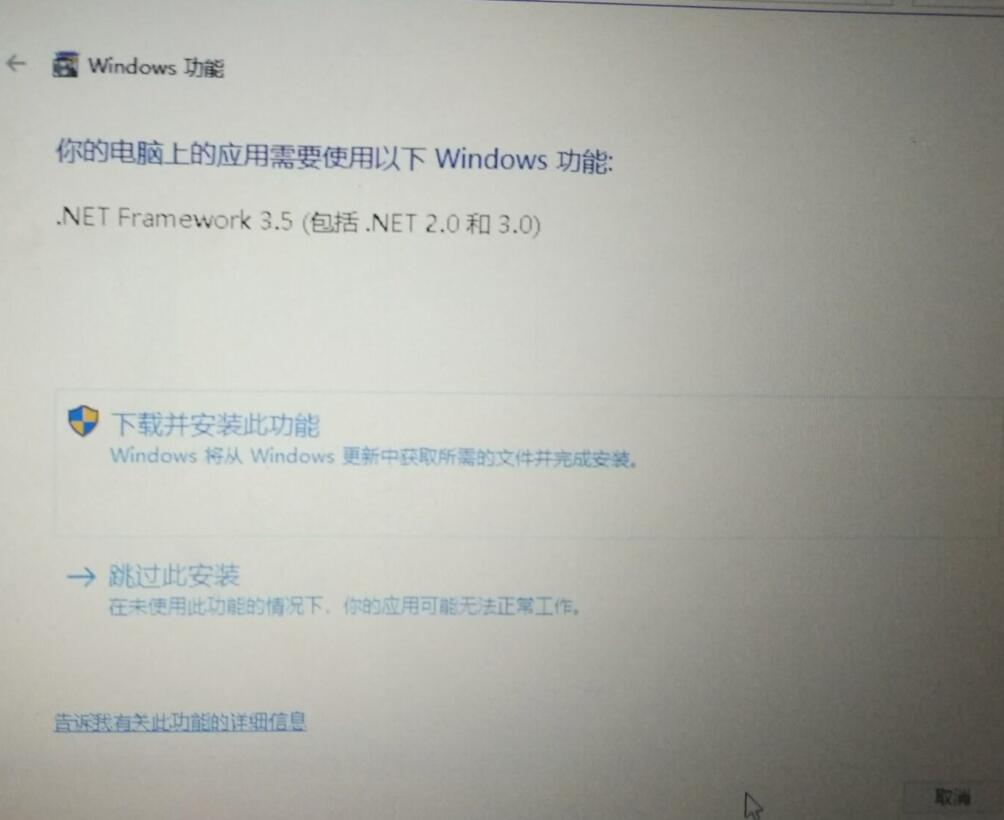 Windows 功能
你的电脑上的应用需要使用以下 Windows 功能:
.NET Framework 3.5 (包括 .NET 2.0 和 3.0)
下载并安装此功能
Windows 将从 Windows 更新中获取所需的文件并完成安装。
跳过此安装
在未使用此功能的情况下，你的应用可能无法正常工作。
告诉我有关此功能的详细信息
取消